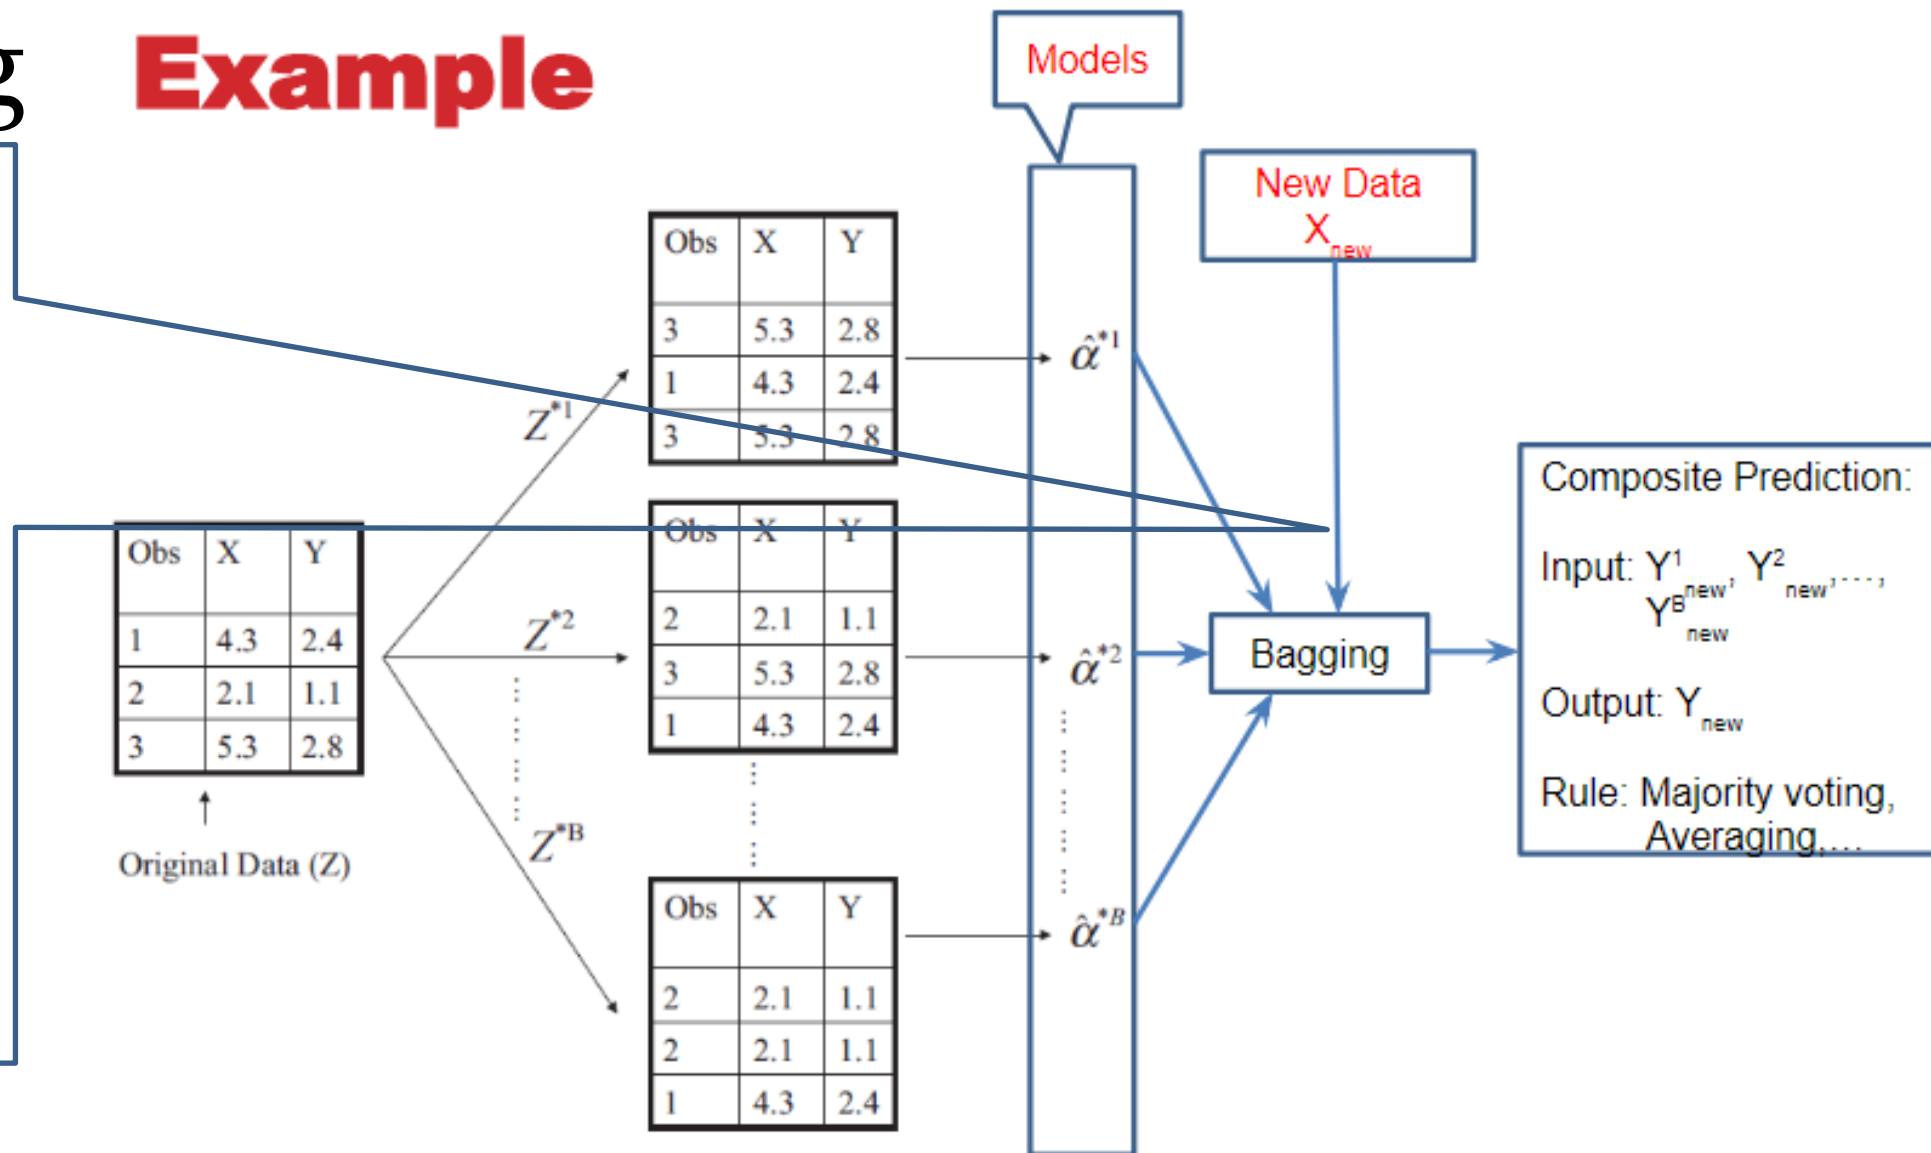 g Example
Models
New Data
X new
Obs X Y
3 5.3 2.8
1 4.3 2.4
3 5.3 2.8
Z*1
α̂*1
Obs X Y
1 4.3 2.4
2 2.1 1.1
3 5.3 2.8
Original Data (Z)
Z*2
Obs X Y
2 2.1 1.1
3 5.3 2.8
1 4.3 2.4
α̂*2
Z*B
Obs X Y
2 2.1 1.1
2 2.1 1.1
1 4.3 2.4
α̂*B
Bagging
Composite Prediction:
Input: Y¹new, Y²new,...,
Yᴮnew
Output: Ynew
Rule: Majority voting,
Averaging,...